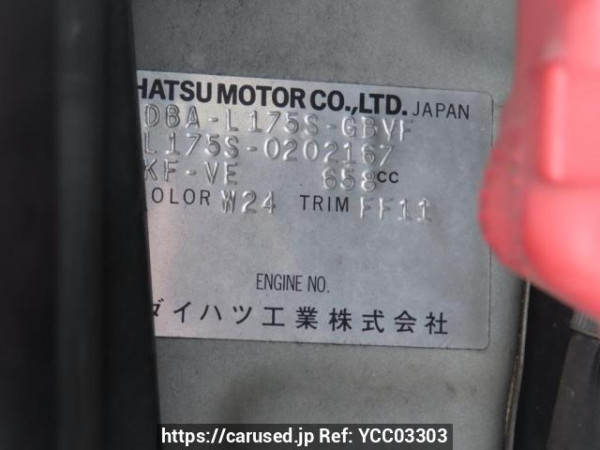 HATSU MOTOR CO.,LTD. JAPAN
DBA-L175S-GBVF
L175S-0202167
KF-VE 658CC
OLOR W24 TRIM FF11
ENGINE NO.
ダイハツ工業株式会社
https://carused.jp Ref: YCC03303